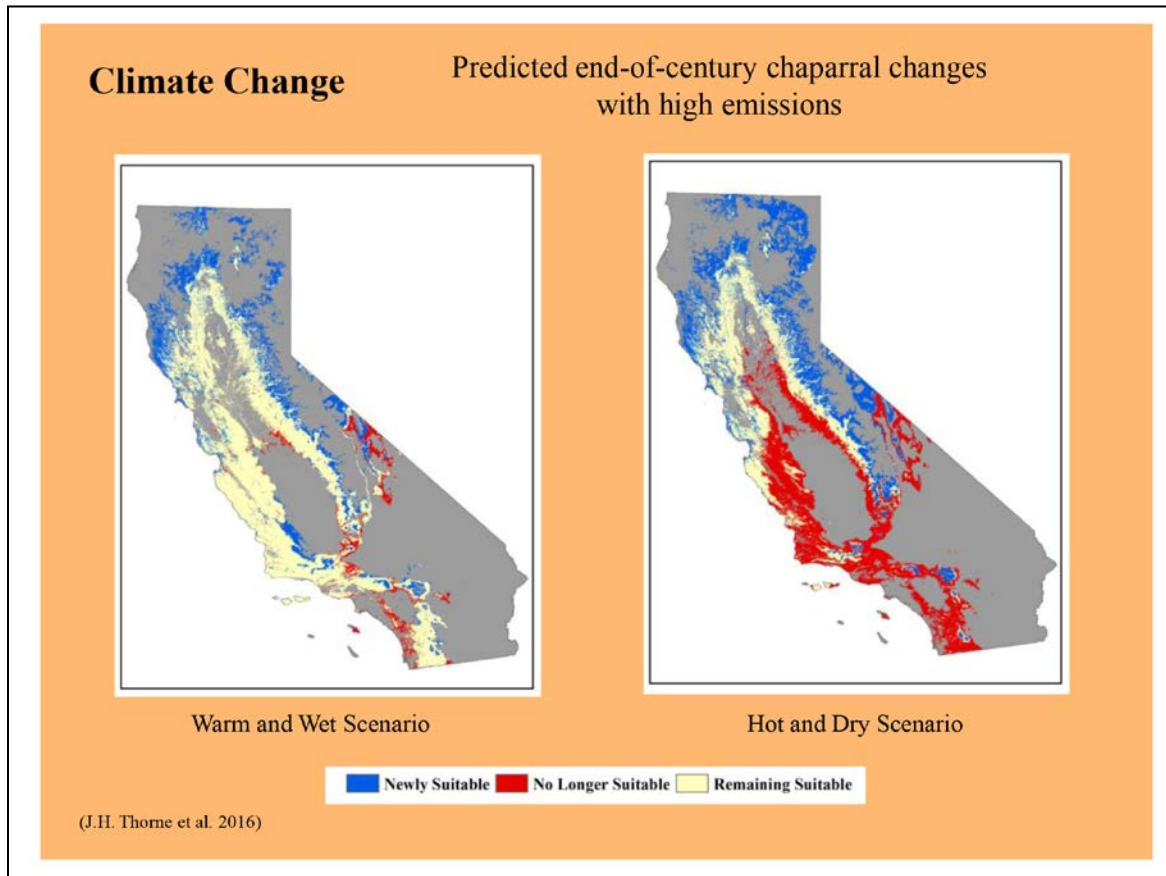 Climate Change
Predicted end-of-century chaparral changes
with high emissions
Warm and Wet Scenario
Hot and Dry Scenario
Newly Suitable No Longer Suitable Remaining Suitable
(J.H. Thorne et al. 2016)